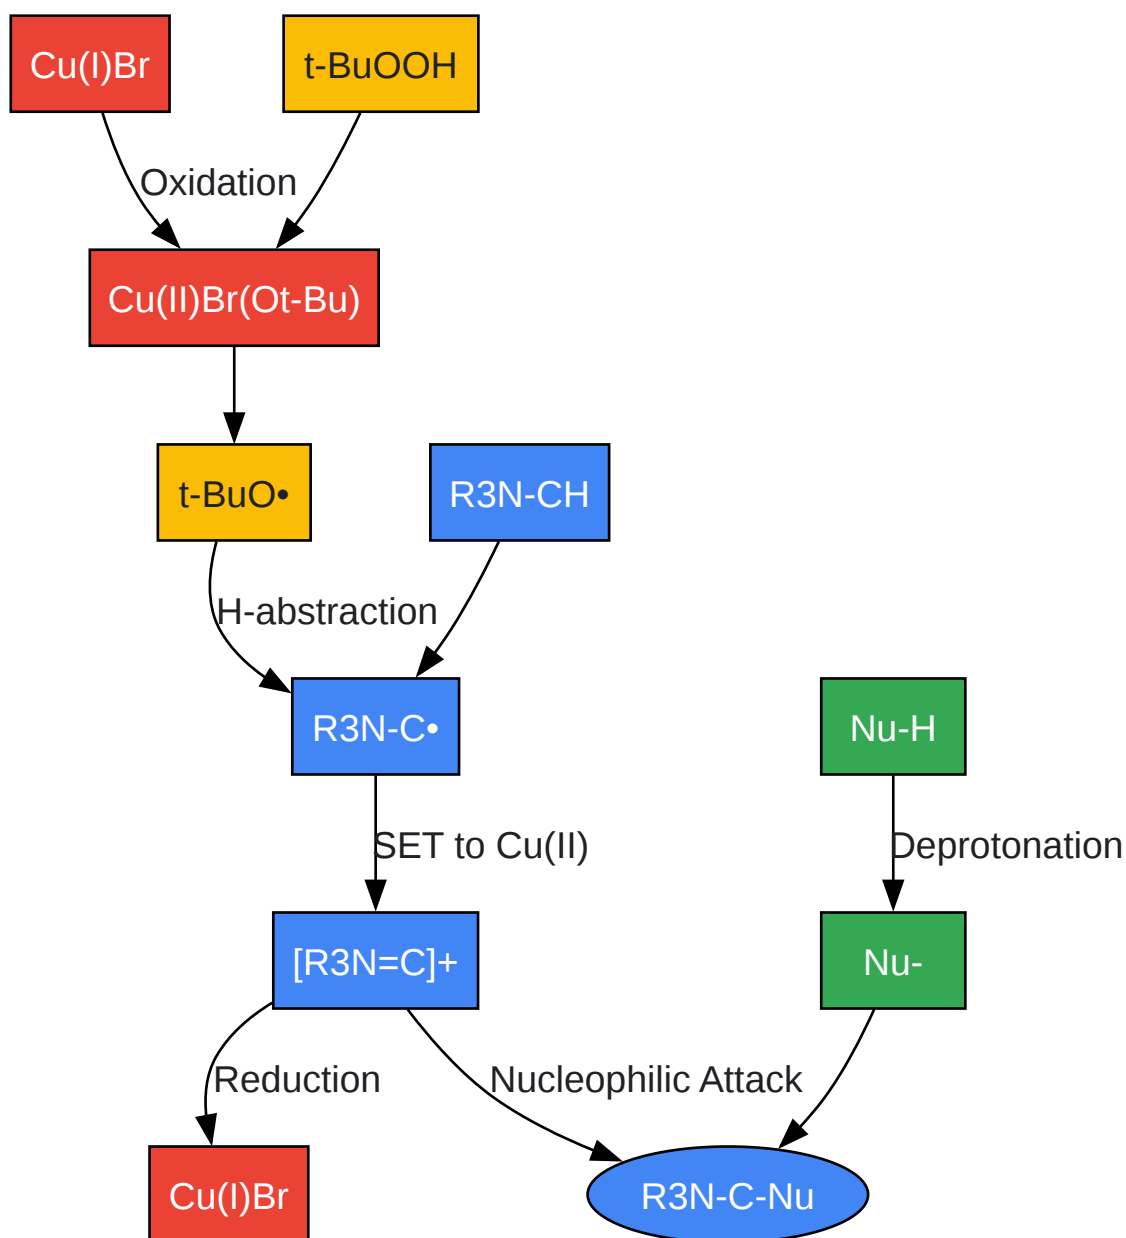 Cu(I)Br
t-BuOOH
Oxidation
Cu(II)Br(Ot-Bu)
t-BuO•
R3N-CH
H-abstraction
R3N-C•
Nu-H
SET to Cu(II)
Deprotonation
[R3N=C]+
Nu-
Reduction
Nucleophilic Attack
Cu(I)Br
R3N-C-Nu